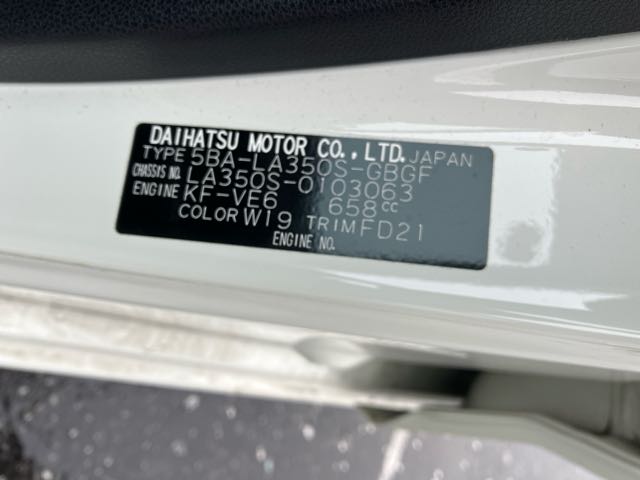 DAIHATSU MOTOR CO., LTD. JAPAN
TYPE 5BA-LA350S-GBGF
CHASSIS NO. LA350S-0103063
ENGINE KF-VE6 658cc
COLOR W19 TRIM FD21
ENGINE NO.